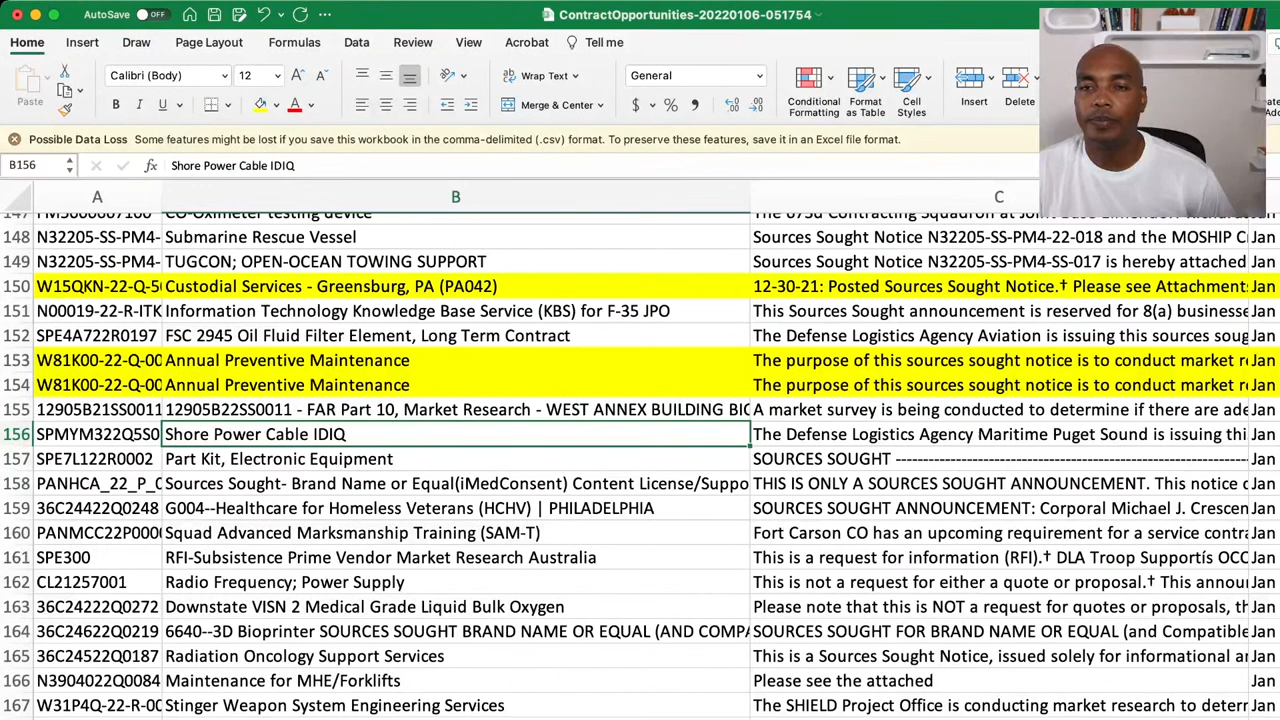 AutoSave OFF
ContractOpportunities-20220106-051754
Home Insert Draw Page Layout Formulas Data Review View Acrobat Tell me
Paste
Calibri (Body) 12
B I U
Wrap Text
Merge & Center
General
$ %
Conditional Formatting
Format as Table
Cell Styles
Insert
Delete
Possible Data Loss Some features might be lost if you save this workbook in the comma-delimited (.csv) format. To preserve these features, save it in an Excel file format.
B156 fx Shore Power Cable IDIQ
A B C
148 N32205-SS-PM4- Submarine Rescue Vessel Sources Sought Notice N32205-SS-PM4-22-018 and the MOSHIP C Jan
149 N32205-SS-PM4- TUGCON; OPEN-OCEAN TOWING SUPPORT Sources Sought Notice N32205-SS-PM4-SS-017 is hereby attached Jan
150 W15QKN-22-Q-50 Custodial Services - Greensburg, PA (PA042) 12-30-21: Posted Sources Sought Notice.† Please see Attachment: Jan
151 N00019-22-R-ITK Information Technology Knowledge Base Service (KBS) for F-35 JPO This Sources Sought announcement is reserved for 8(a) businesse Jan
152 SPE4A722R0197 FSC 2945 Oil Fluid Filter Element, Long Term Contract The Defense Logistics Agency Aviation is issuing this sources soug Jan
153 W81K00-22-Q-00 Annual Preventive Maintenance The purpose of this sources sought notice is to conduct market re Jan
154 W81K00-22-Q-00 Annual Preventive Maintenance The purpose of this sources sought notice is to conduct market re Jan
155 12905B21SS0011 12905B22SS0011 - FAR Part 10, Market Research - WEST ANNEX BUILDING BIO A market survey is being conducted to determine if there are ade Jan
156 SPMYM322Q5S0 Shore Power Cable IDIQ The Defense Logistics Agency Maritime Puget Sound is issuing thi Jan
157 SPE7L122R0002 Part Kit, Electronic Equipment SOURCES SOUGHT ---------------------------------------- Jan
158 PANHCA_22_P_0 Sources Sought- Brand Name or Equal(iMedConsent) Content License/Suppo THIS IS ONLY A SOURCES SOUGHT ANNOUNCEMENT. This notice Jan
159 36C24422Q0248 G004--Healthcare for Homeless Veterans (HCHV) | PHILADELPHIA SOURCES SOUGHT ANNOUNCEMENT: Corporal Michael J. Crescen Jan
160 PANMCC22P000 Squad Advanced Marksmanship Training (SAM-T) Fort Carson CO has an upcoming requirement for a service contra Jan
161 SPE300 RFI-Subsistence Prime Vendor Market Research Australia This is a request for information (RFI).† DLA Troop Supportís OCC Jan
162 CL21257001 Radio Frequency; Power Supply This is not a request for either a quote or proposal.† This annou Jan
163 36C24222Q0272 Downstate VISN 2 Medical Grade Liquid Bulk Oxygen Please note that this is NOT a request for quotes or proposals, th Jan
164 36C24622Q0219 6640--3D Bioprinter SOURCES SOUGHT BRAND NAME OR EQUAL (AND COMPA SOURCES SOUGHT FOR BRAND NAME OR EQUAL (and Compatible Jan
165 36C24522Q0187 Radiation Oncology Support Services This is a Sources Sought Notice, issued solely for informational a Jan
166 N3904022Q0084 Maintenance for MHE/Forklifts Please see the attached Jan
167 W31P4Q-22-R-00 Stinger Weapon System Engineering Services The SHIELD Project Office is conducting market research to deterr Jan